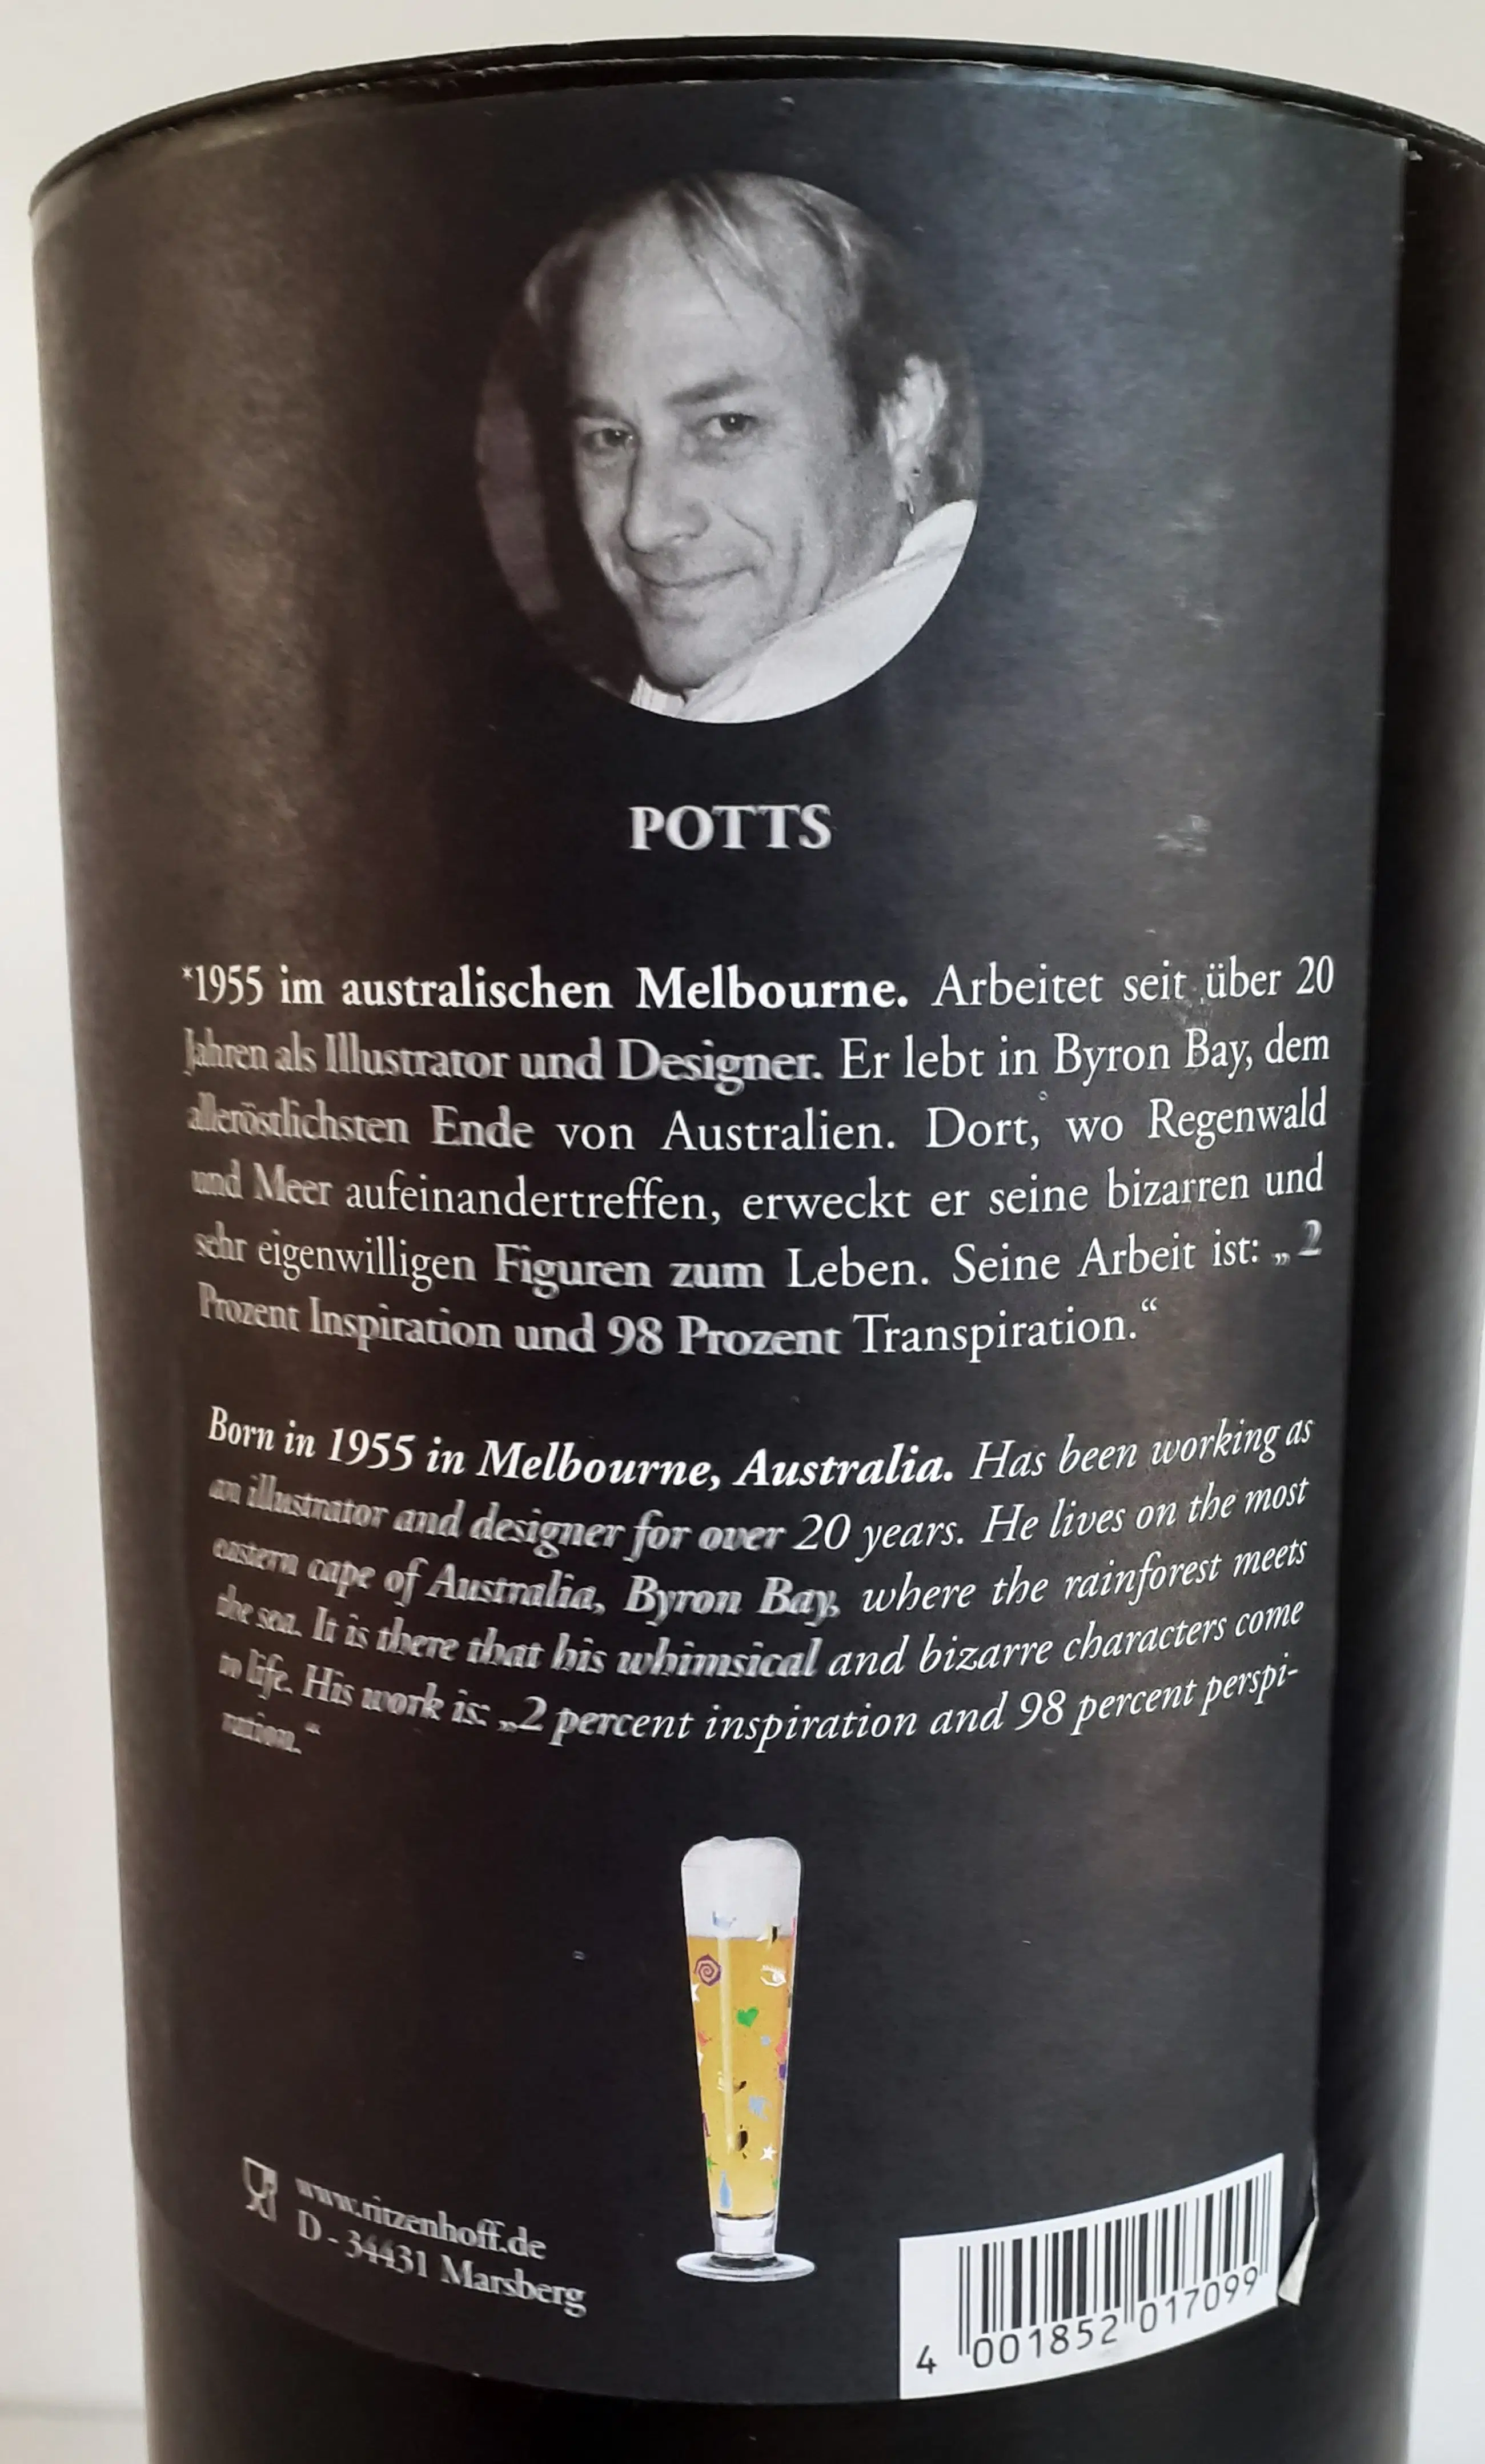 POTTS
*1955 im australischen Melbourne. Arbeitet seit über 20
Jahren als Illustrator und Designer. Er lebt in Byron Bay, dem
alleröstlichsten Ende von Australien. Dort, wo Regenwald
und Meer aufeinandertreffen, erweckt er seine bizarren und
sehr eigenwilligen Figuren zum Leben. Seine Arbeit ist: „2
Prozent Inspiration und 98 Prozent Transpiration.“
Born in 1955 in Melbourne, Australia. Has been working as
an illustrator and designer for over 20 years. He lives on the most
eastern cape of Australia, Byron Bay, where the rainforest meets
the sea. It is there that his whimsical and bizarre characters come
to life. His work is: „2 percent inspiration and 98 percent perspi-
ration.“
www.ritzenhoff.de
D - 34431 Marsberg
4 001852 017099